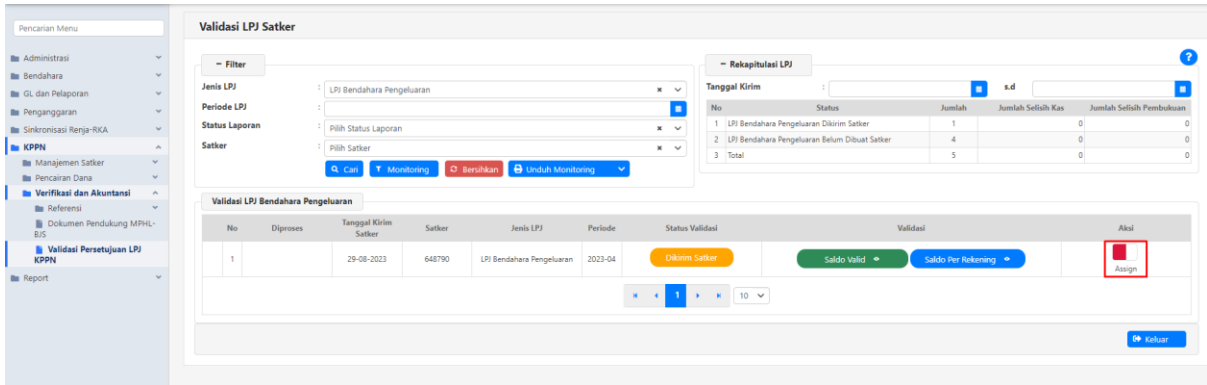 Pencarian Menu
Administrasi
Bendahara
GL dan Pelaporan
Penganggaran
Sinkronisasi Renja-RKA
KPPN
Manajemen Satker
Pencairan Dana
Verifikasi dan Akuntansi
Referensi
Dokumen Pendukung MPHL-
BJS
Validasi Persetujuan LPJ
KPPN
Report
Validasi LPJ Satker
− Filter
Jenis LPJ : LPJ Bendahara Pengeluaran
Periode LPJ :
Status Laporan : Pilih Status Laporan
Satker : Pilih Satker
Cari Monitoring Bersihkan Unduh Monitoring
− Rekapitulasi LPJ
?
Tanggal Kirim : s.d
No Status Jumlah Jumlah Selisih Kas Jumlah Selisih Pembukuan
1 LPJ Bendahara Pengeluaran Dikirim Satker 1 0 0
2 LPJ Bendahara Pengeluaran Belum Dibuat Satker 4 0 0
3 Total 5 0 0
Validasi LPJ Bendahara Pengeluaran
No Diproses Tanggal Kirim Satker Satker Jenis LPJ Periode Status Validasi Validasi Aksi
1 29-08-2023 648790 LPJ Bendahara Pengeluaran 2023-04 Dikirim Satker Saldo Valid Saldo Per Rekening Assign
1 10
Keluar